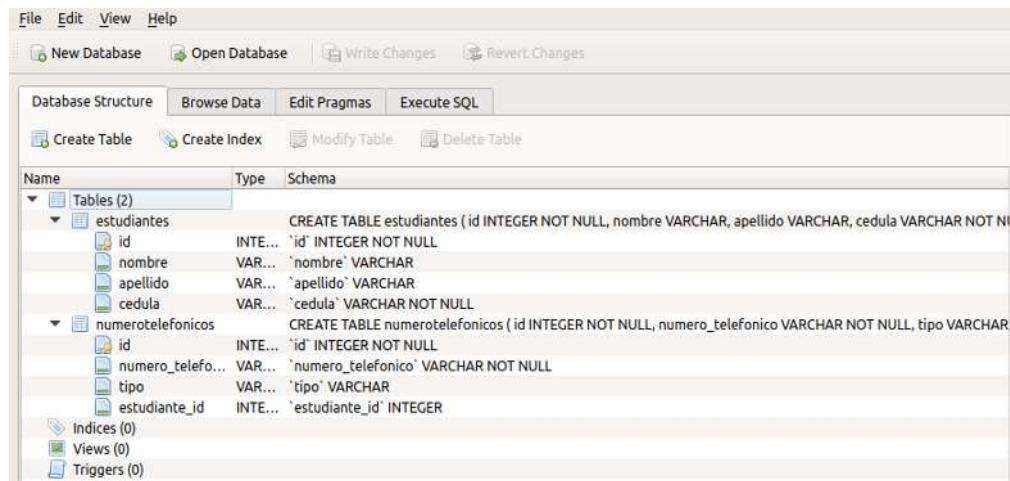 File Edit View Help
New Database Open Database Write Changes Revert Changes
Database Structure Browse Data Edit Pragmas Execute SQL
Create Table Create Index Modify Table Delete Table
Name Type Schema
Tables (2)
estudiantes CREATE TABLE estudiantes ( id INTEGER NOT NULL, nombre VARCHAR, apellido VARCHAR, cedula VARCHAR NOT
id INTE... `id` INTEGER NOT NULL
nombre VAR... `nombre` VARCHAR
apellido VAR... `apellido` VARCHAR
cedula VAR... `cedula` VARCHAR NOT NULL
numerotelefonicos CREATE TABLE numerotelefonicos ( id INTEGER NOT NULL, numero_telefonico VARCHAR NOT NULL, tipo VARCHAR
id INTE... `id` INTEGER NOT NULL
numero_telefo... VAR... `numero_telefonico` VARCHAR NOT NULL
tipo VAR... `tipo` VARCHAR
estudiante_id INTE... `estudiante_id` INTEGER
Indices (0)
Views (0)
Triggers (0)